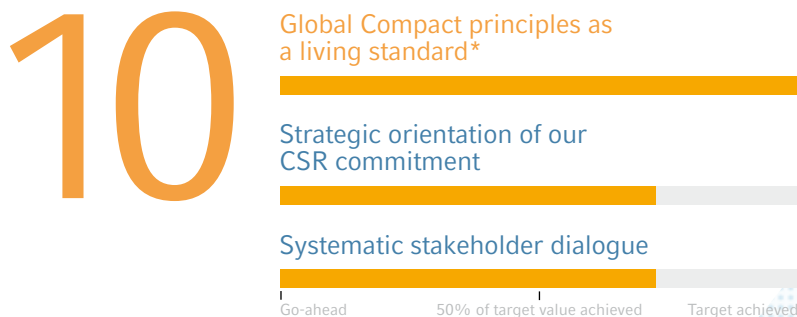 10
Global Compact principles as
a living standard*
Strategic orientation of our
CSR commitment
Systematic stakeholder dialogue
Go-ahead 50% of target value achieved Target achieved